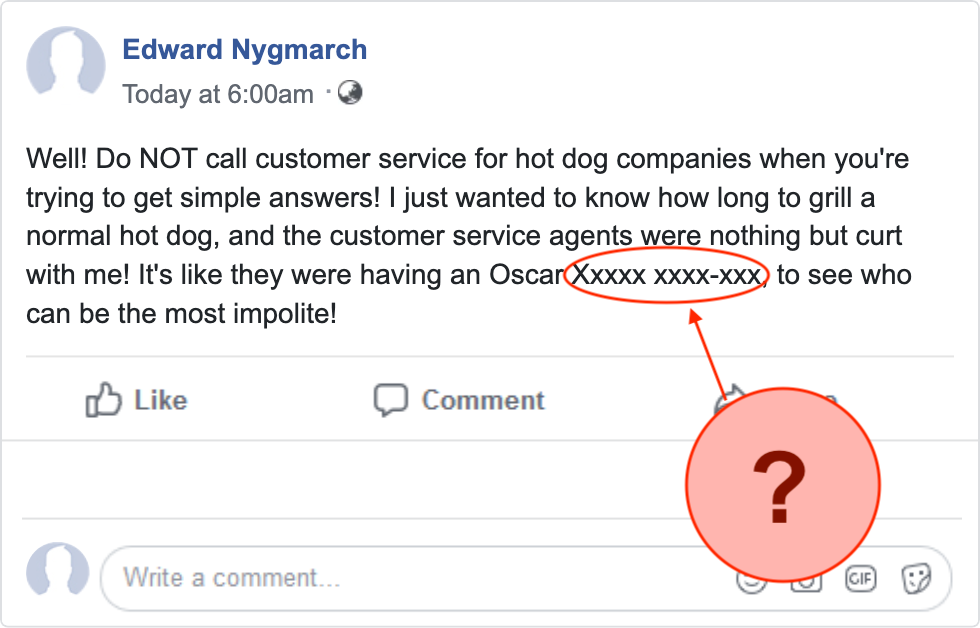 Edward Nygmarch
Today at 6:00am ·
Well! Do NOT call customer service for hot dog companies when you're
trying to get simple answers! I just wanted to know how long to grill a
normal hot dog, and the customer service agents were nothing but curt
with me! It's like they were having an Oscar Xxxxx xxxx-xxx, to see who
can be the most impolite!
Like Comment
?
Write a comment...
GIF